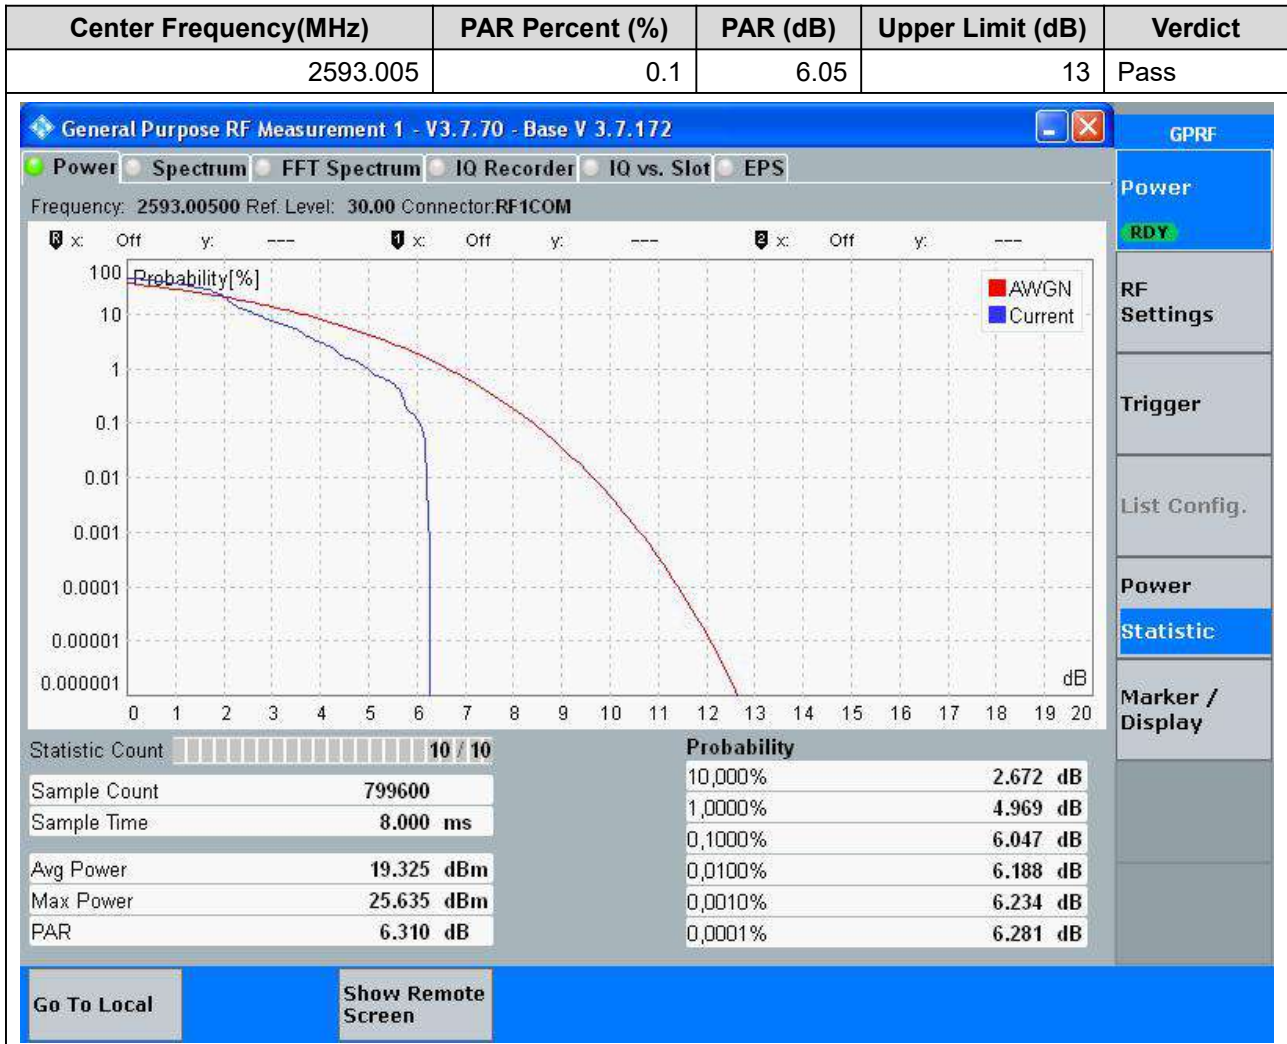 Center Frequency(MHz) PAR Percent (%) PAR (dB) Upper Limit (dB) Verdict
2593.005 0.1 6.05 13 Pass
General Purpose RF Measurement 1 - V3.7.70 - Base V 3.7.172
GPRF
Power Spectrum FFT Spectrum IQ Recorder IQ vs. Slot EPS
Power
RDY
Frequency: 2593.00500 Ref. Level: 30.00 Connector:RF1COM
R x: Off y: --- 1 x: Off y: --- 2 x: Off y: ---
Probability[%]
AWGN
Current
100
10
1
0.1
0.01
0.001
0.0001
0.00001
0.000001
dB
0 1 2 3 4 5 6 7 8 9 10 11 12 13 14 15 16 17 18 19 20
RF
Settings
Trigger
List Config.
Power
Statistic
Marker /
Display
Statistic Count 10 / 10
Sample Count 799600
Sample Time 8.000 ms
Avg Power 19.325 dBm
Max Power 25.635 dBm
PAR 6.310 dB
Probability
10,000% 2.672 dB
1,0000% 4.969 dB
0,1000% 6.047 dB
0,0100% 6.188 dB
0,0010% 6.234 dB
0,0001% 6.281 dB
Go To Local
Show Remote
Screen